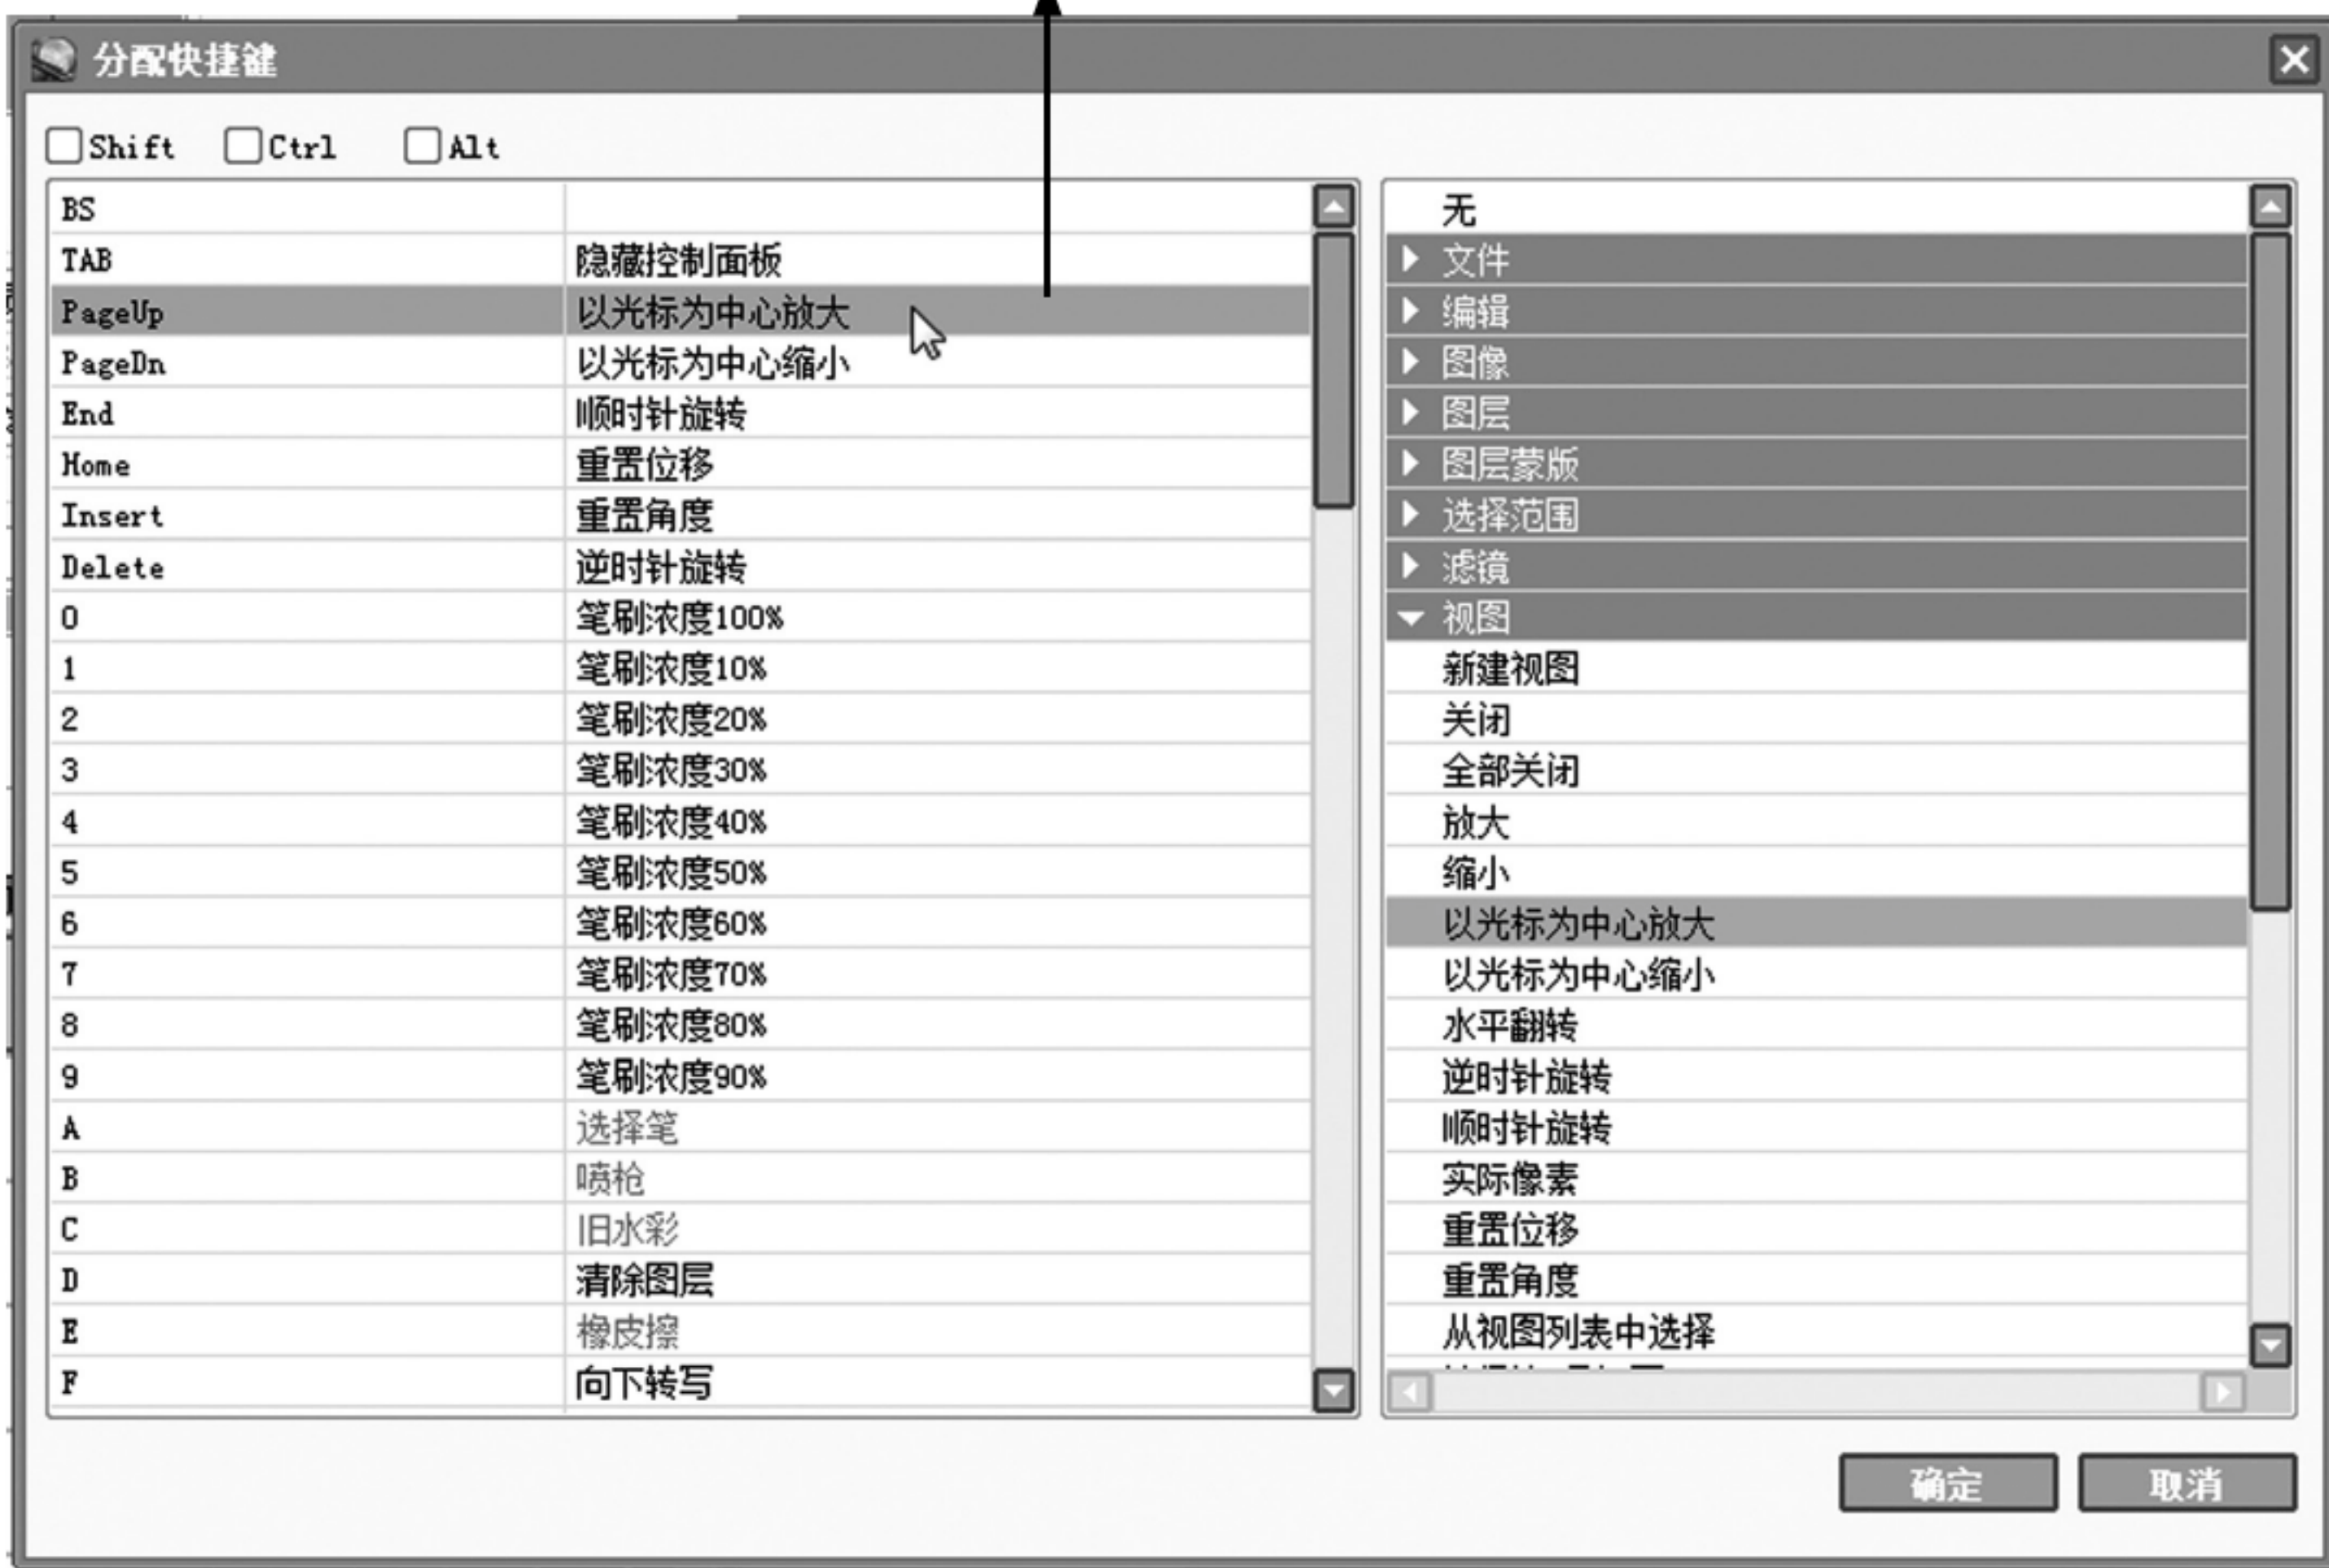 分配快捷键
Shift Ctrl Alt
BS
TAB 隐藏控制面板
PageUp 以光标为中心放大
PageDn 以光标为中心缩小
End 顺时针旋转
Home 重置位移
Insert 重置角度
Delete 逆时针旋转
0 笔刷浓度100%
1 笔刷浓度10%
2 笔刷浓度20%
3 笔刷浓度30%
4 笔刷浓度40%
5 笔刷浓度50%
6 笔刷浓度60%
7 笔刷浓度70%
8 笔刷浓度80%
9 笔刷浓度90%
A 选择笔
B 喷枪
C 旧水彩
D 清除图层
E 橡皮擦
F 向下转写
无
文件
编辑
图像
图层
图层蒙版
选择范围
滤镜
视图
新建视图
关闭
全部关闭
放大
缩小
以光标为中心放大
以光标为中心缩小
水平翻转
逆时针旋转
顺时针旋转
实际像素
重置位移
重置角度
从视图列表中选择
确定 取消